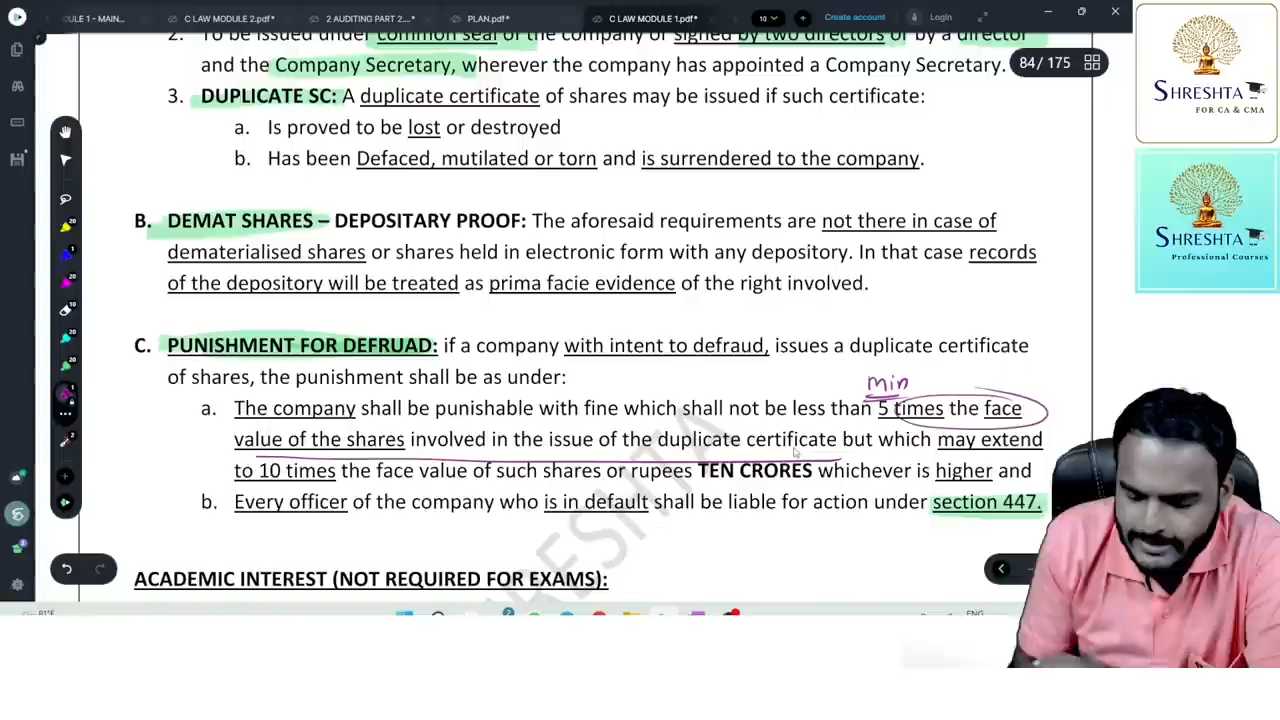 ULE 1 - MAIN...
C LAW MODULE 2.pdf*
2 AUDITING PART 2....*
PLAN.pdf*
C LAW MODULE 1.pdf*
10
Create account
Login
2. To be issued under common seal of the company or signed by two directors or by a director
and the Company Secretary, wherever the company has appointed a Company Secretary.
84 / 175
3. DUPLICATE SC: A duplicate certificate of shares may be issued if such certificate:
a. Is proved to be lost or destroyed
b. Has been Defaced, mutilated or torn and is surrendered to the company.
B. DEMAT SHARES – DEPOSITARY PROOF: The aforesaid requirements are not there in case of
dematerialised shares or shares held in electronic form with any depository. In that case records
of the depository will be treated as prima facie evidence of the right involved.
C. PUNISHMENT FOR DEFRUAD: if a company with intent to defraud, issues a duplicate certificate
of shares, the punishment shall be as under:
min
a. The company shall be punishable with fine which shall not be less than 5 times the face
value of the shares involved in the issue of the duplicate certificate but which may extend
to 10 times the face value of such shares or rupees TEN CRORES whichever is higher and
b. Every officer of the company who is in default shall be liable for action under section 447.
ACADEMIC INTEREST (NOT REQUIRED FOR EXAMS):
SHRESHTA
81°F
ENG
SHRESHTA
FOR CA & CMA
SHRESHTA
Professional Courses